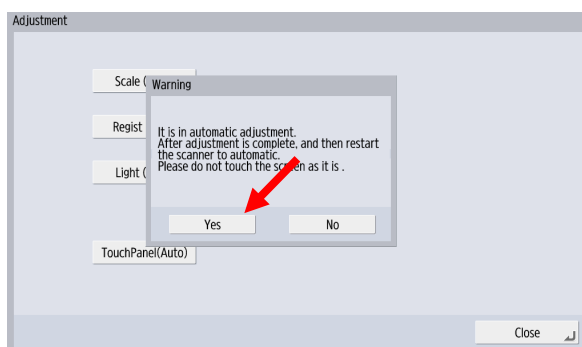 Adjustment
Scale (
Warning
Regist
It is in automatic adjustment.
After adjustment is complete, and then restart
the scanner to automatic.
Light (
Please do not touch the screen as it is .
Yes
No
TouchPanel(Auto)
Close